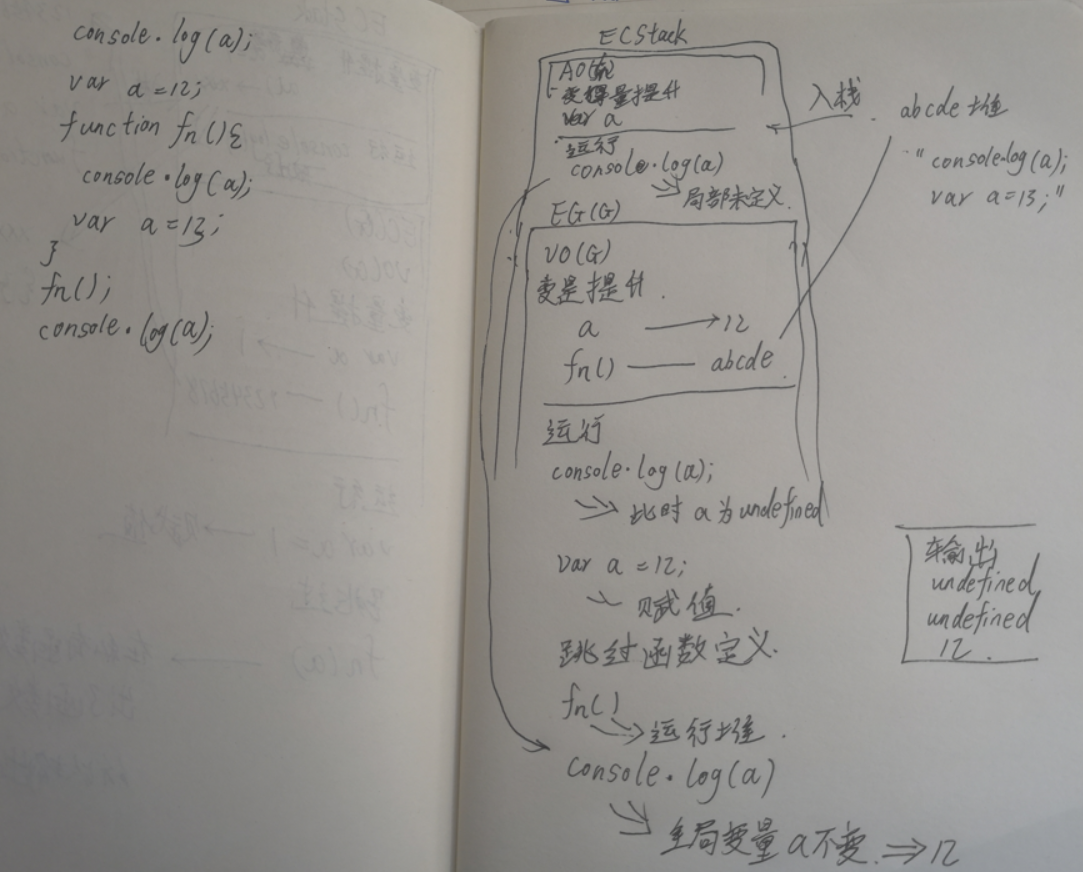 console.log(a);
var a=12;
function fn(){
console.log(a);
var a=13;
}
fn();
console.log(a);
ECStack
变量提升
var a
运行
console.log(a)
局部未定义.
入栈
abcde 堆
"console.log(a);
var a=13;"
EG(G)
VO(G)
变量提升.
a → 12
fn() — abcde
运行
console.log(a);
此时 a 为 undefined
var a = 12;
赋值.
跳过函数定义.
fn()
运行堆.
console.log(a)
全局变量 a 不变. ⇒ 12
输出
undefined
undefined
12.